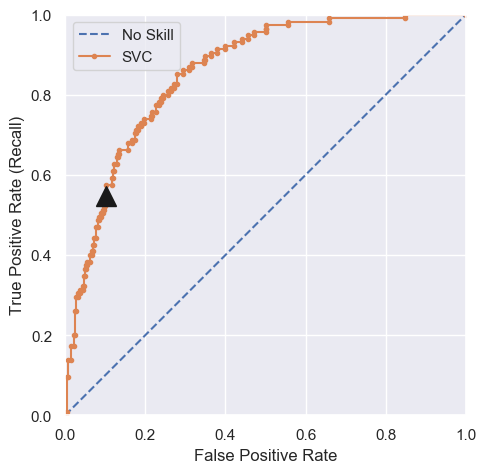 No Skill
SVC
1.0
0.8
0.6
0.4
0.2
0.0
True Positive Rate (Recall)
0.0 0.2 0.4 0.6 0.8 1.0
False Positive Rate